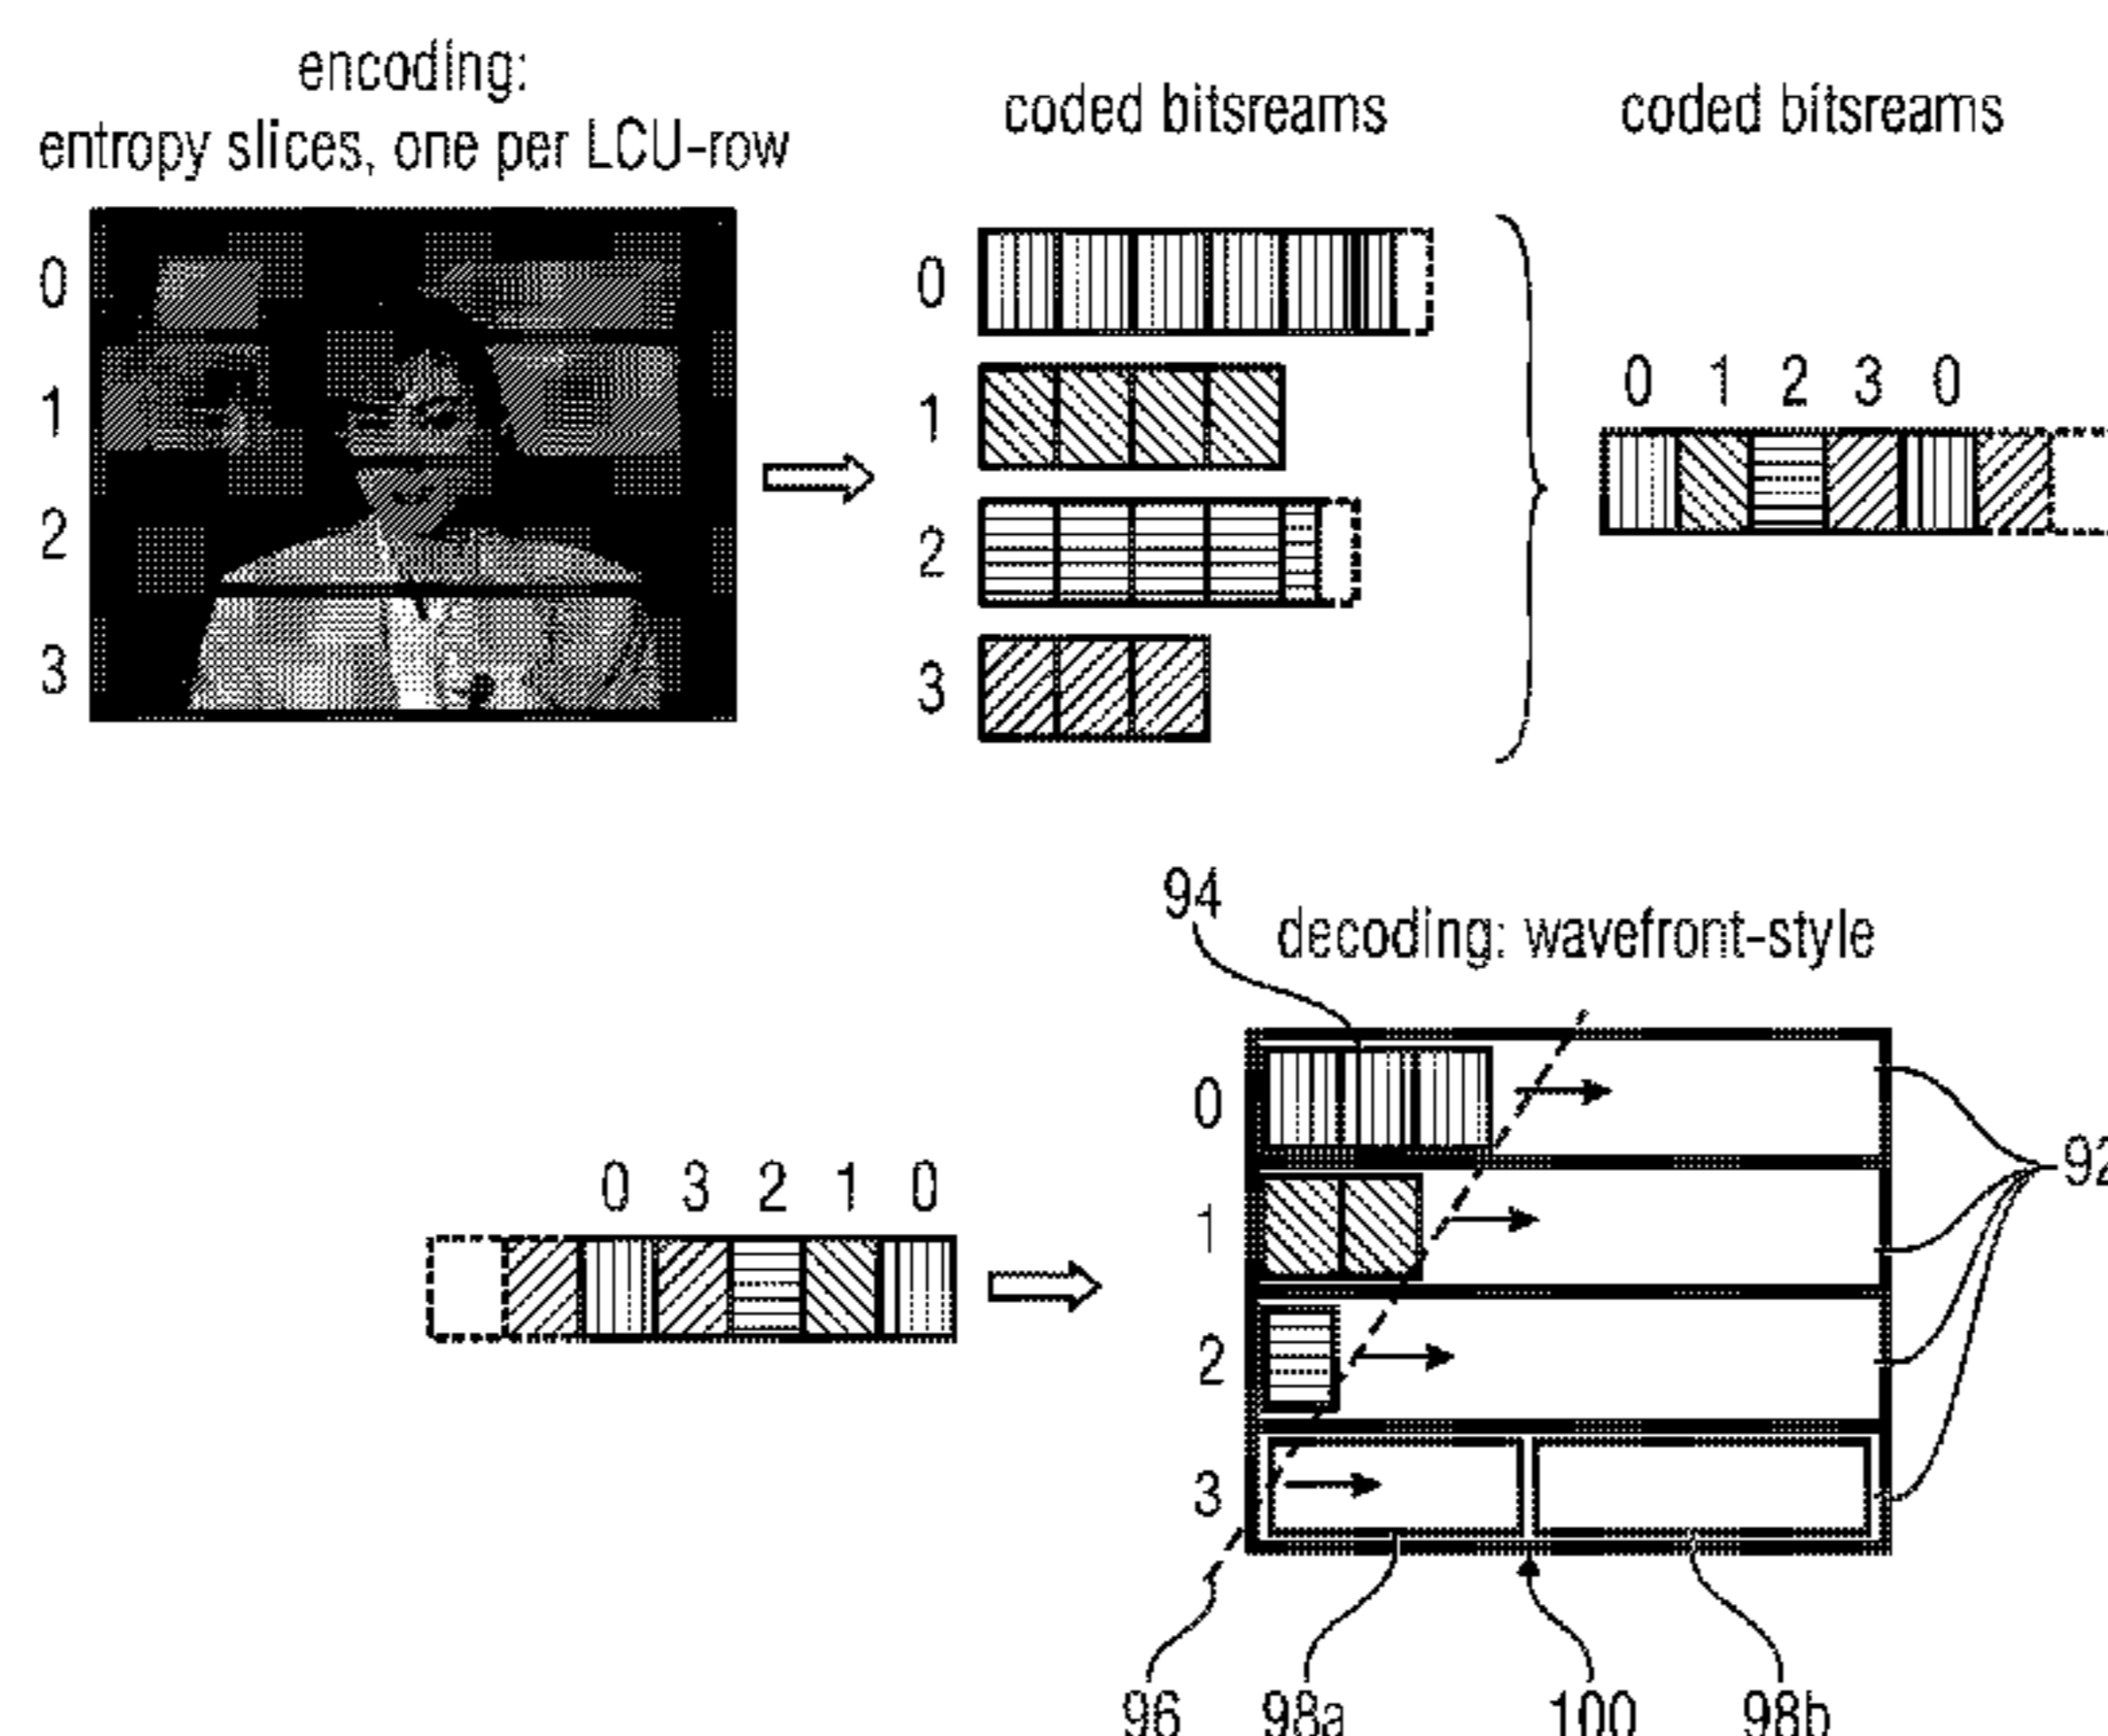 encoding:
entropy slices, one per LCU-row
coded bitsreams
coded bitsreams
0
1
2
3
0
1
2
3
0 1 2 3 0
94
decoding: wavefront-style
0 3 2 1 0
0
1
2
3
92
96
98a
100
98b